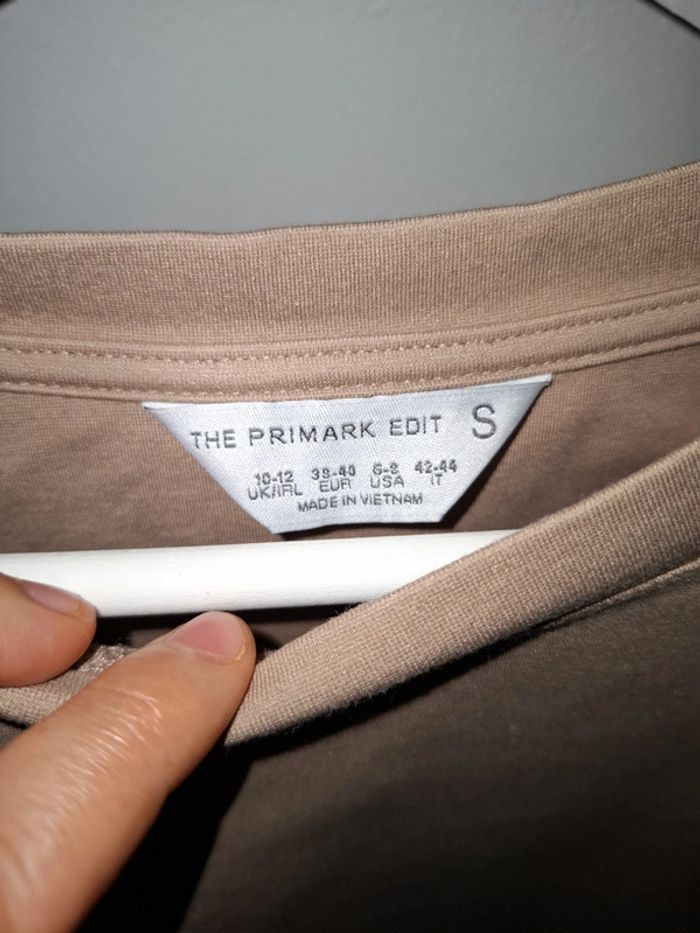 THE PRIMARK EDIT S
10-12 38-40 6-8 42-44
UK/IRL EUR USA IT
MADE IN VIETNAM